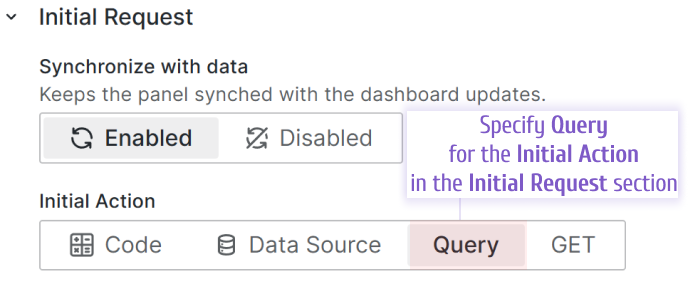 Initial Request
Synchronize with data
Keeps the panel synched with the dashboard updates.
Enabled Disabled
Specify Query
for the Initial Action
in the Initial Request section
Initial Action
Code Data Source Query GET